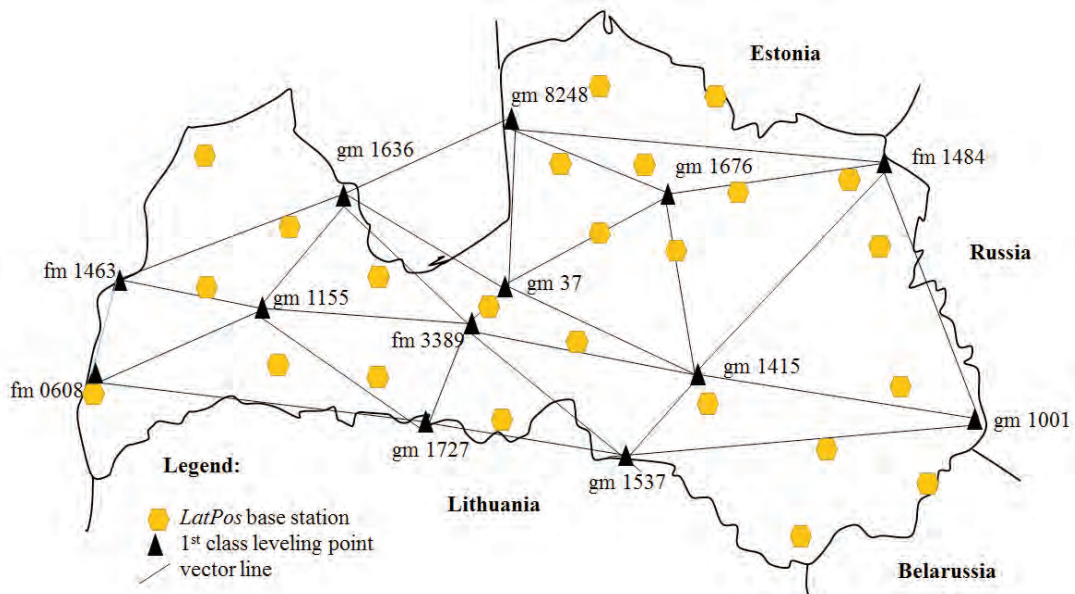 Estonia
gm 8248
gm 1636
gm 1676
fm 1484
Russia
fm 1463
gm 37
gm 1155
fm 3389
gm 1415
fm 0608
gm 1001
gm 1727
Legend:
gm 1537
Lithuania
LatPos base station
1st class leveling point
vector line
Belarussia